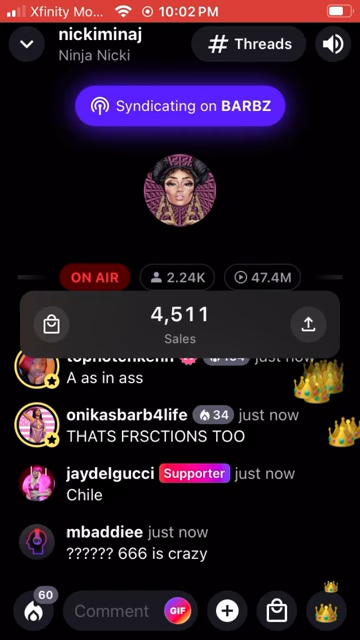 Xfinity Mo... 10:02 PM
nickiminaj
Ninja Nicki
# Threads
Syndicating on BARBZ
ON AIR 2.24K 47.4M
4,511
Sales
just now
A as in ass
onikasbarb4life 34 just now
THATS FRSCTIONS TOO
jaydelgucci Supporter just now
Chile
mbaddiee just now
?????? 666 is crazy
60
Comment GIF